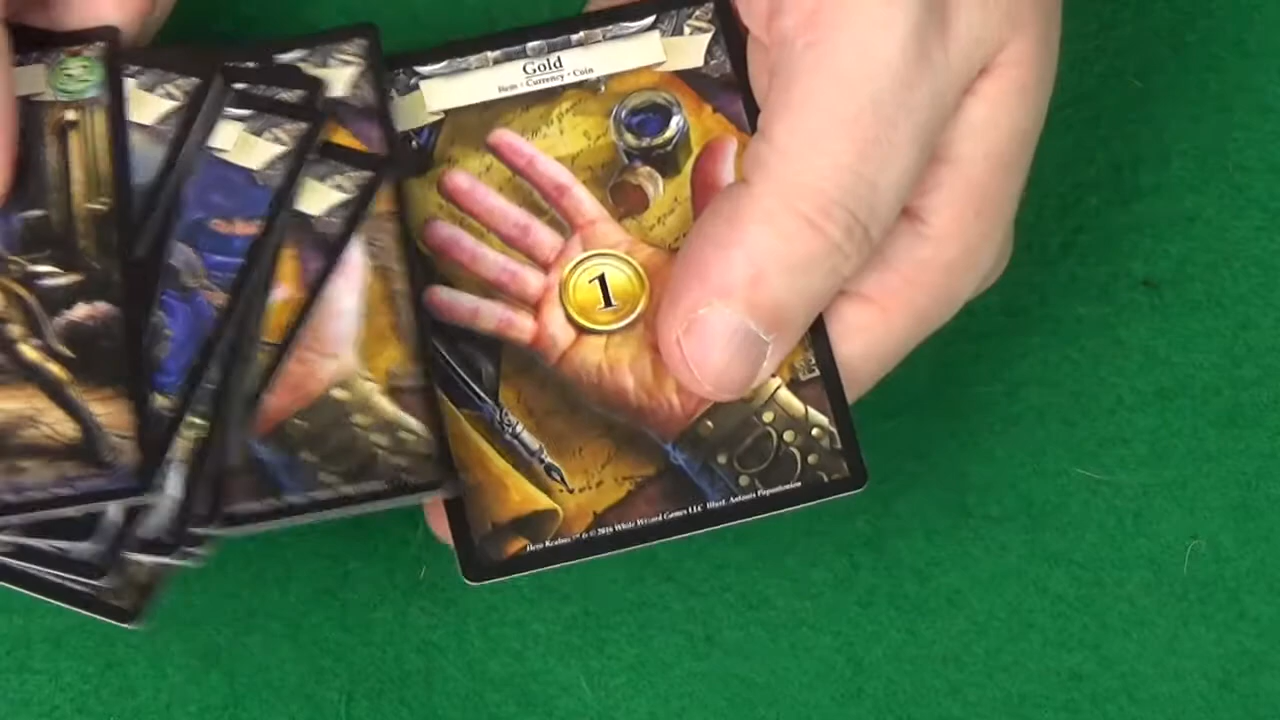 Gold
Item • Currency • Coin
1
Hero Realms™ & © 2016 White Wizard Games LLC Illust. Antonis Papantoniou